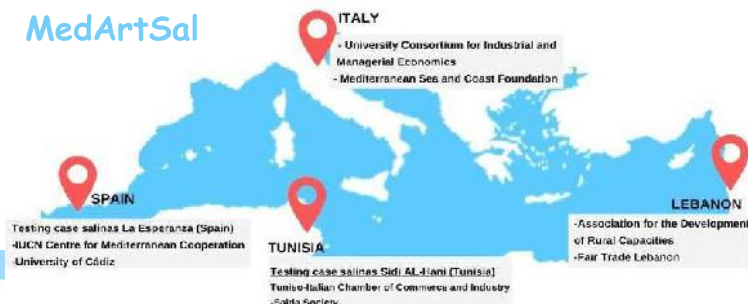 MedArtSal
ITALY
- University Consortium for Industrial and
Managerial Economics
- Mediterranean Sea and Coast Foundation
SPAIN
Testing case salinas La Esperanza (Spain)
-IUCN Centre for Mediterranean Cooperation
-University of Cádiz
TUNISIA
Testing case salinas Sidi AL-Hani (Tunisia)
Tuniso-Italian Chamber of Commerce and Industry
-Saida Society
LEBANON
-Association for the Development
of Rural Capacities
-Fair Trade Lebanon